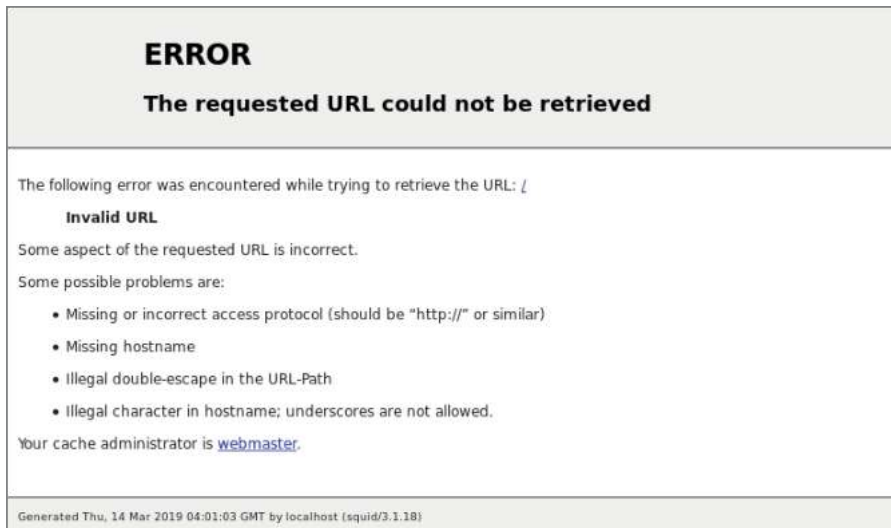 ERROR
The requested URL could not be retrieved
The following error was encountered while trying to retrieve the URL: /
Invalid URL
Some aspect of the requested URL is incorrect.
Some possible problems are:
• Missing or incorrect access protocol (should be “http://” or similar)
• Missing hostname
• Illegal double-escape in the URL-Path
• Illegal character in hostname; underscores are not allowed.
Your cache administrator is webmaster.
Generated Thu, 14 Mar 2019 04:01:03 GMT by localhost (squid/3.1.18)